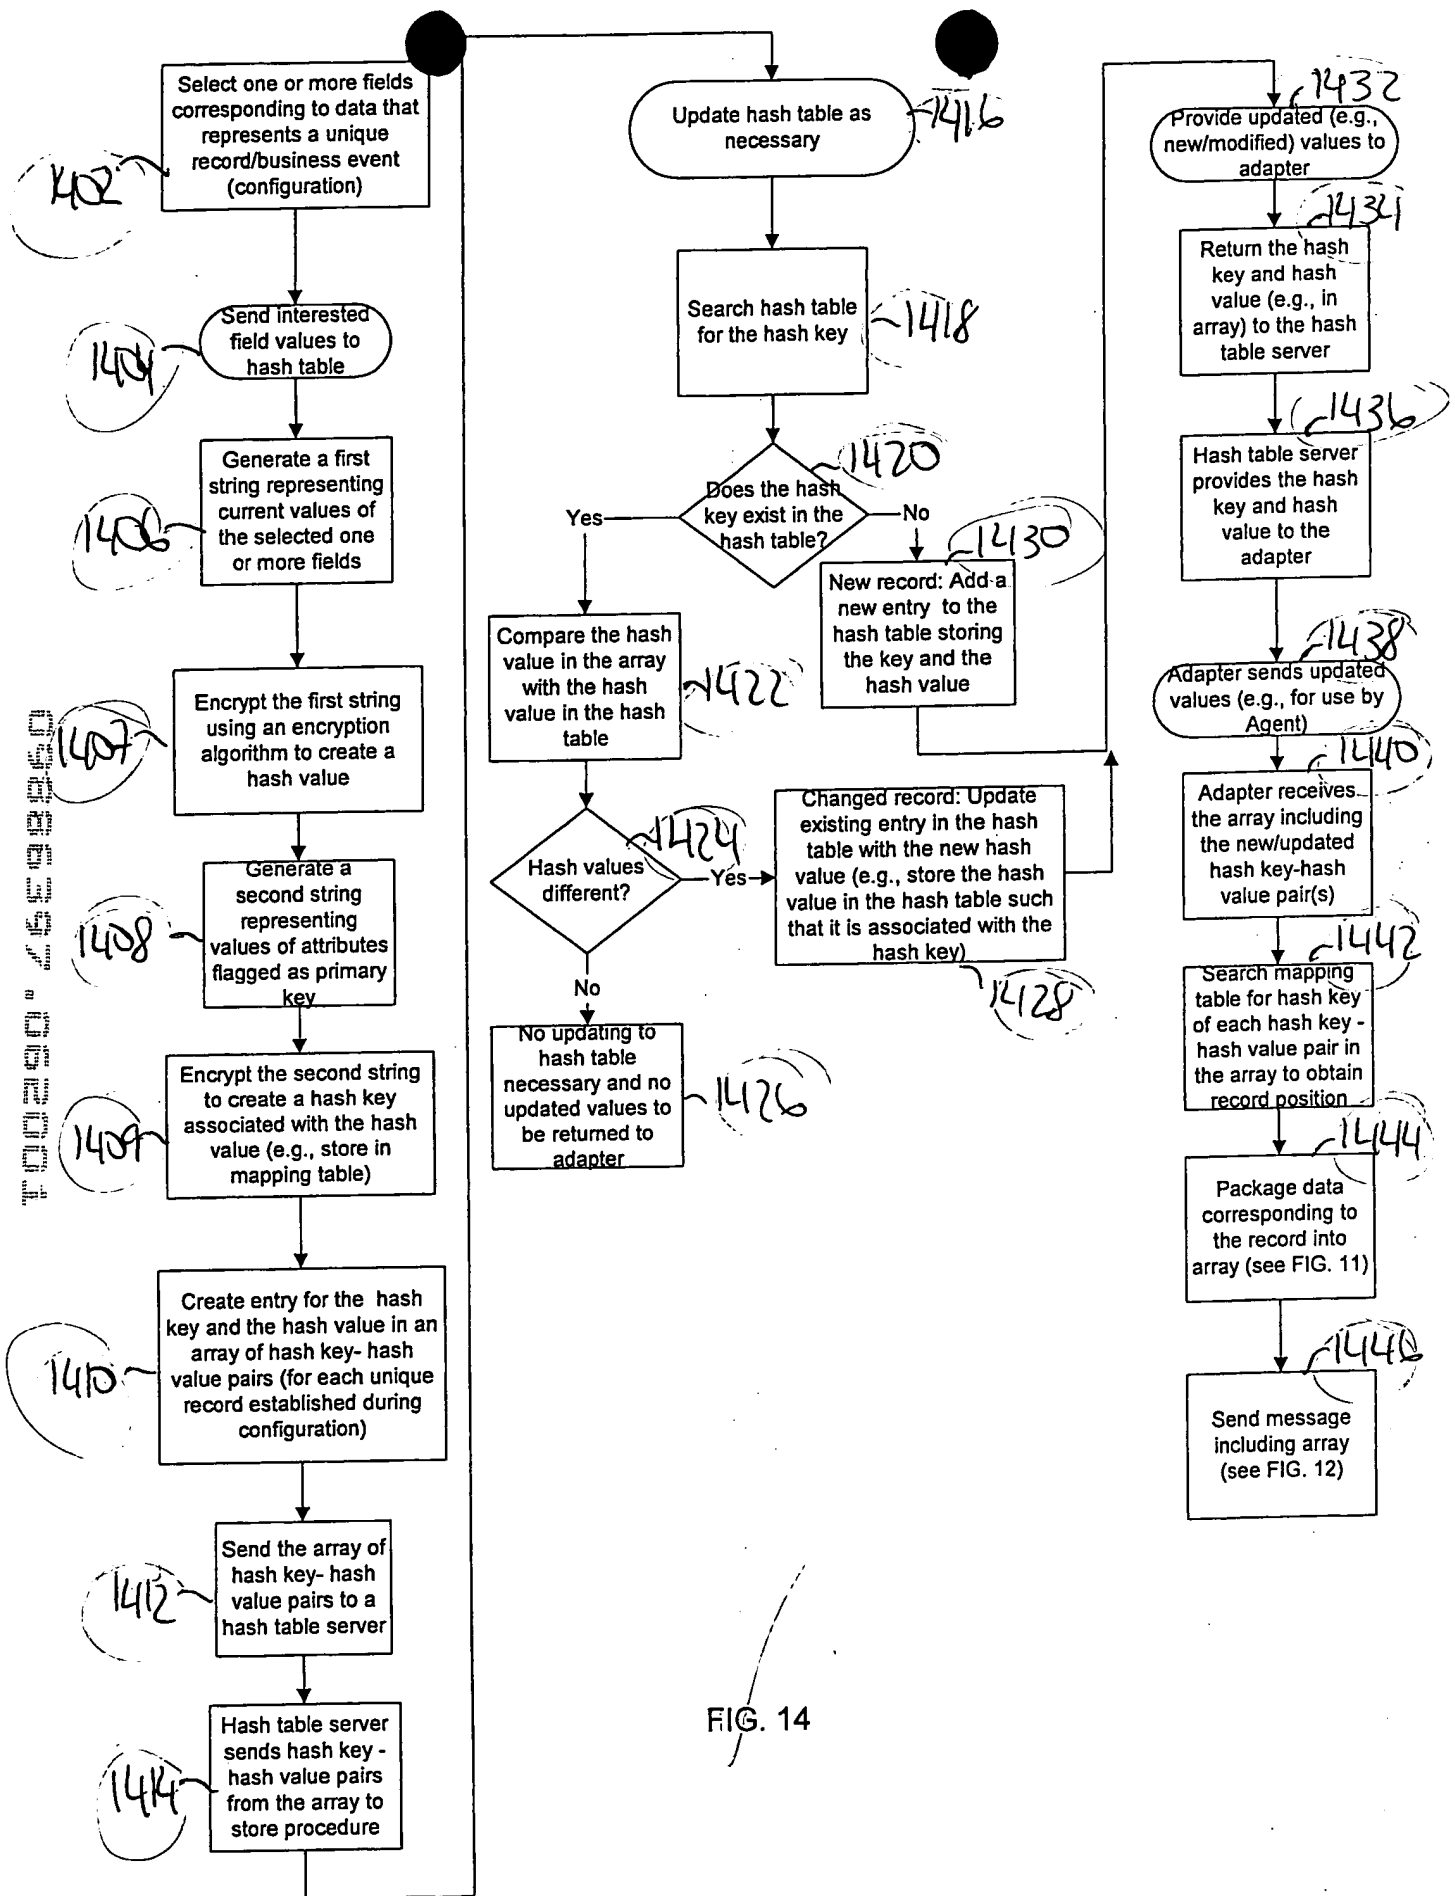 Select one or more fields
corresponding to data that
represents a unique
record/business event
(configuration)
1402
Send interested
field values to
hash table
1404
Generate a first
string representing
current values of
the selected one
or more fields
1406
Encrypt the first string
using an encryption
algorithm to create a
hash value
1407
Generate a
second string
representing
values of attributes
flagged as primary
key
1408
Encrypt the second string
to create a hash key
associated with the hash
value (e.g., store in
mapping table)
1409
Create entry for the hash
key and the hash value in an
array of hash key- hash
value pairs (for each unique
record established during
configuration)
1410
Send the array of
hash key- hash
value pairs to a
hash table server
1412
Hash table server
sends hash key -
hash value pairs
from the array to
store procedure
1414
Update hash table as
necessary
1416
Search hash table
for the hash key
1418
Does the hash
key exist in the
hash table?
1420
Yes
No
1430
New record: Add a
new entry to the
hash table storing
the key and the
hash value
Compare the hash
value in the array
with the hash
value in the hash
table
1422
Hash values
different?
1424
Yes
Changed record: Update
existing entry in the hash
table with the new hash
value (e.g., store the hash
value in the hash table such
that it is associated with the
hash key)
1428
No
No updating to
hash table
necessary and no
updated values to
be returned to
adapter
1426
1432
Provide updated (e.g.,
new/modified) values to
adapter
1434
Return the hash
key and hash
value (e.g., in
array) to the hash
table server
1436
Hash table server
provides the hash
key and hash
value to the
adapter
1438
Adapter sends updated
values (e.g., for use by
Agent)
1440
Adapter receives
the array including
the new/updated
hash key-hash
value pair(s)
1442
Search mapping
table for hash key
of each hash key -
hash value pair in
the array to obtain
record position
1444
Package data
corresponding to
the record into
array (see FIG. 11)
1446
Send message
including array
(see FIG. 12)
FIG. 14